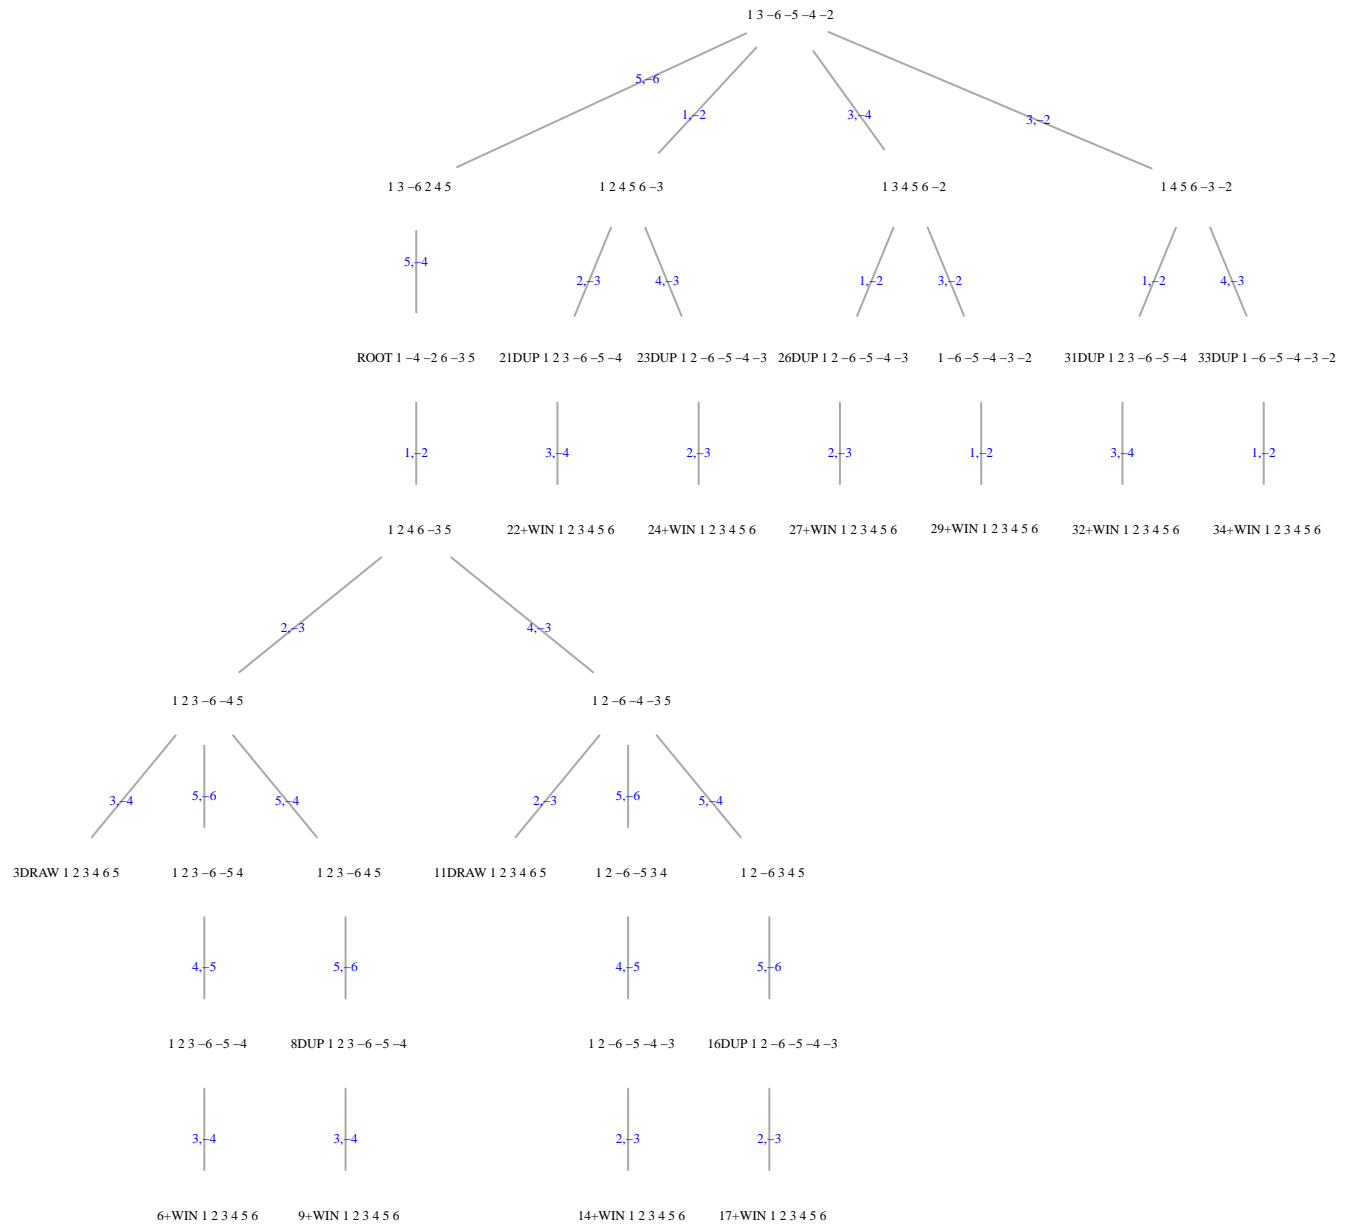 1 3 −6 −5 −4 −2
5,−6
1,−2
3,−4
3,−2
1 3 −6 2 4 5
1 2 4 5 6 −3
1 3 4 5 6 −2
1 4 5 6 −3 −2
5,−4
2,−3
4,−3
1,−2
3,−2
1,−2
4,−3
ROOT 1 −4 −2 6 −3 5
21DUP 1 2 3 −6 −5 −4
23DUP 1 2 −6 −5 −4 −3
26DUP 1 2 −6 −5 −4 −3
1 −6 −5 −4 −3 −2
31DUP 1 2 3 −6 −5 −4
33DUP 1 −6 −5 −4 −3 −2
1,−2
3,−4
2,−3
2,−3
1,−2
3,−4
1,−2
1 2 4 6 −3 5
22+WIN 1 2 3 4 5 6
24+WIN 1 2 3 4 5 6
27+WIN 1 2 3 4 5 6
29+WIN 1 2 3 4 5 6
32+WIN 1 2 3 4 5 6
34+WIN 1 2 3 4 5 6
2,−3
4,−3
1 2 3 −6 −4 5
1 2 −6 −4 −3 5
3,−4
5,−6
5,−4
2,−3
5,−6
5,−4
3DRAW 1 2 3 4 6 5
1 2 3 −6 −5 4
1 2 3 −6 4 5
11DRAW 1 2 3 4 6 5
1 2 −6 −5 3 4
1 2 −6 3 4 5
4,−5
5,−6
4,−5
5,−6
1 2 3 −6 −5 −4
8DUP 1 2 3 −6 −5 −4
1 2 −6 −5 −4 −3
16DUP 1 2 −6 −5 −4 −3
3,−4
3,−4
2,−3
2,−3
6+WIN 1 2 3 4 5 6
9+WIN 1 2 3 4 5 6
14+WIN 1 2 3 4 5 6
17+WIN 1 2 3 4 5 6